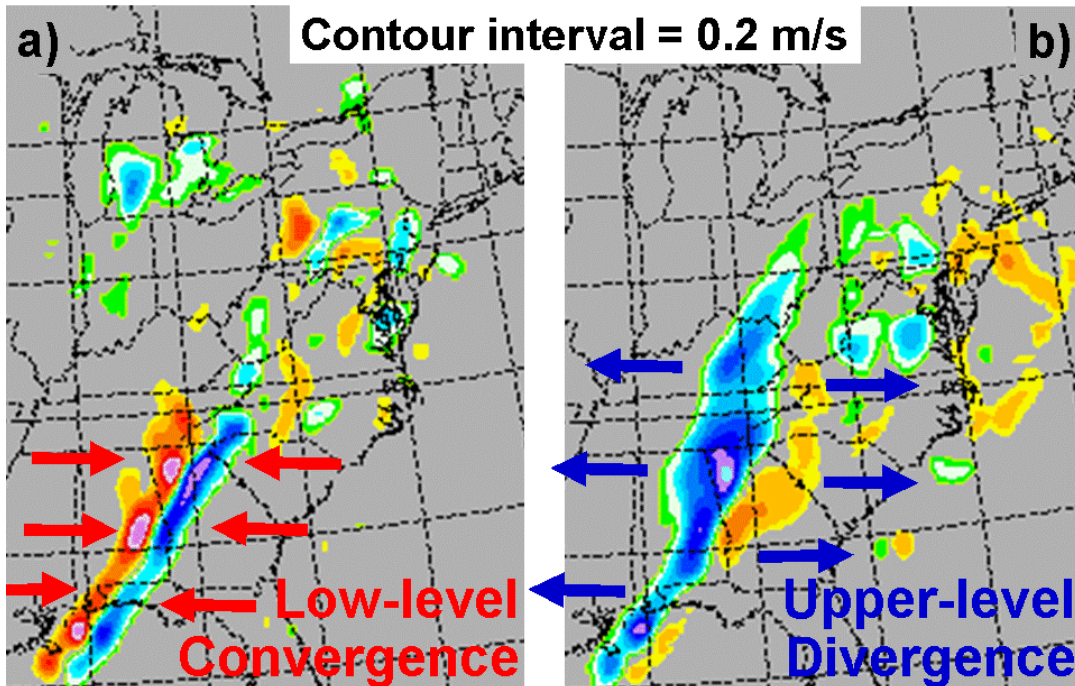 a)
Contour interval = 0.2 m/s
b)
Low-level
Convergence
Upper-level
Divergence